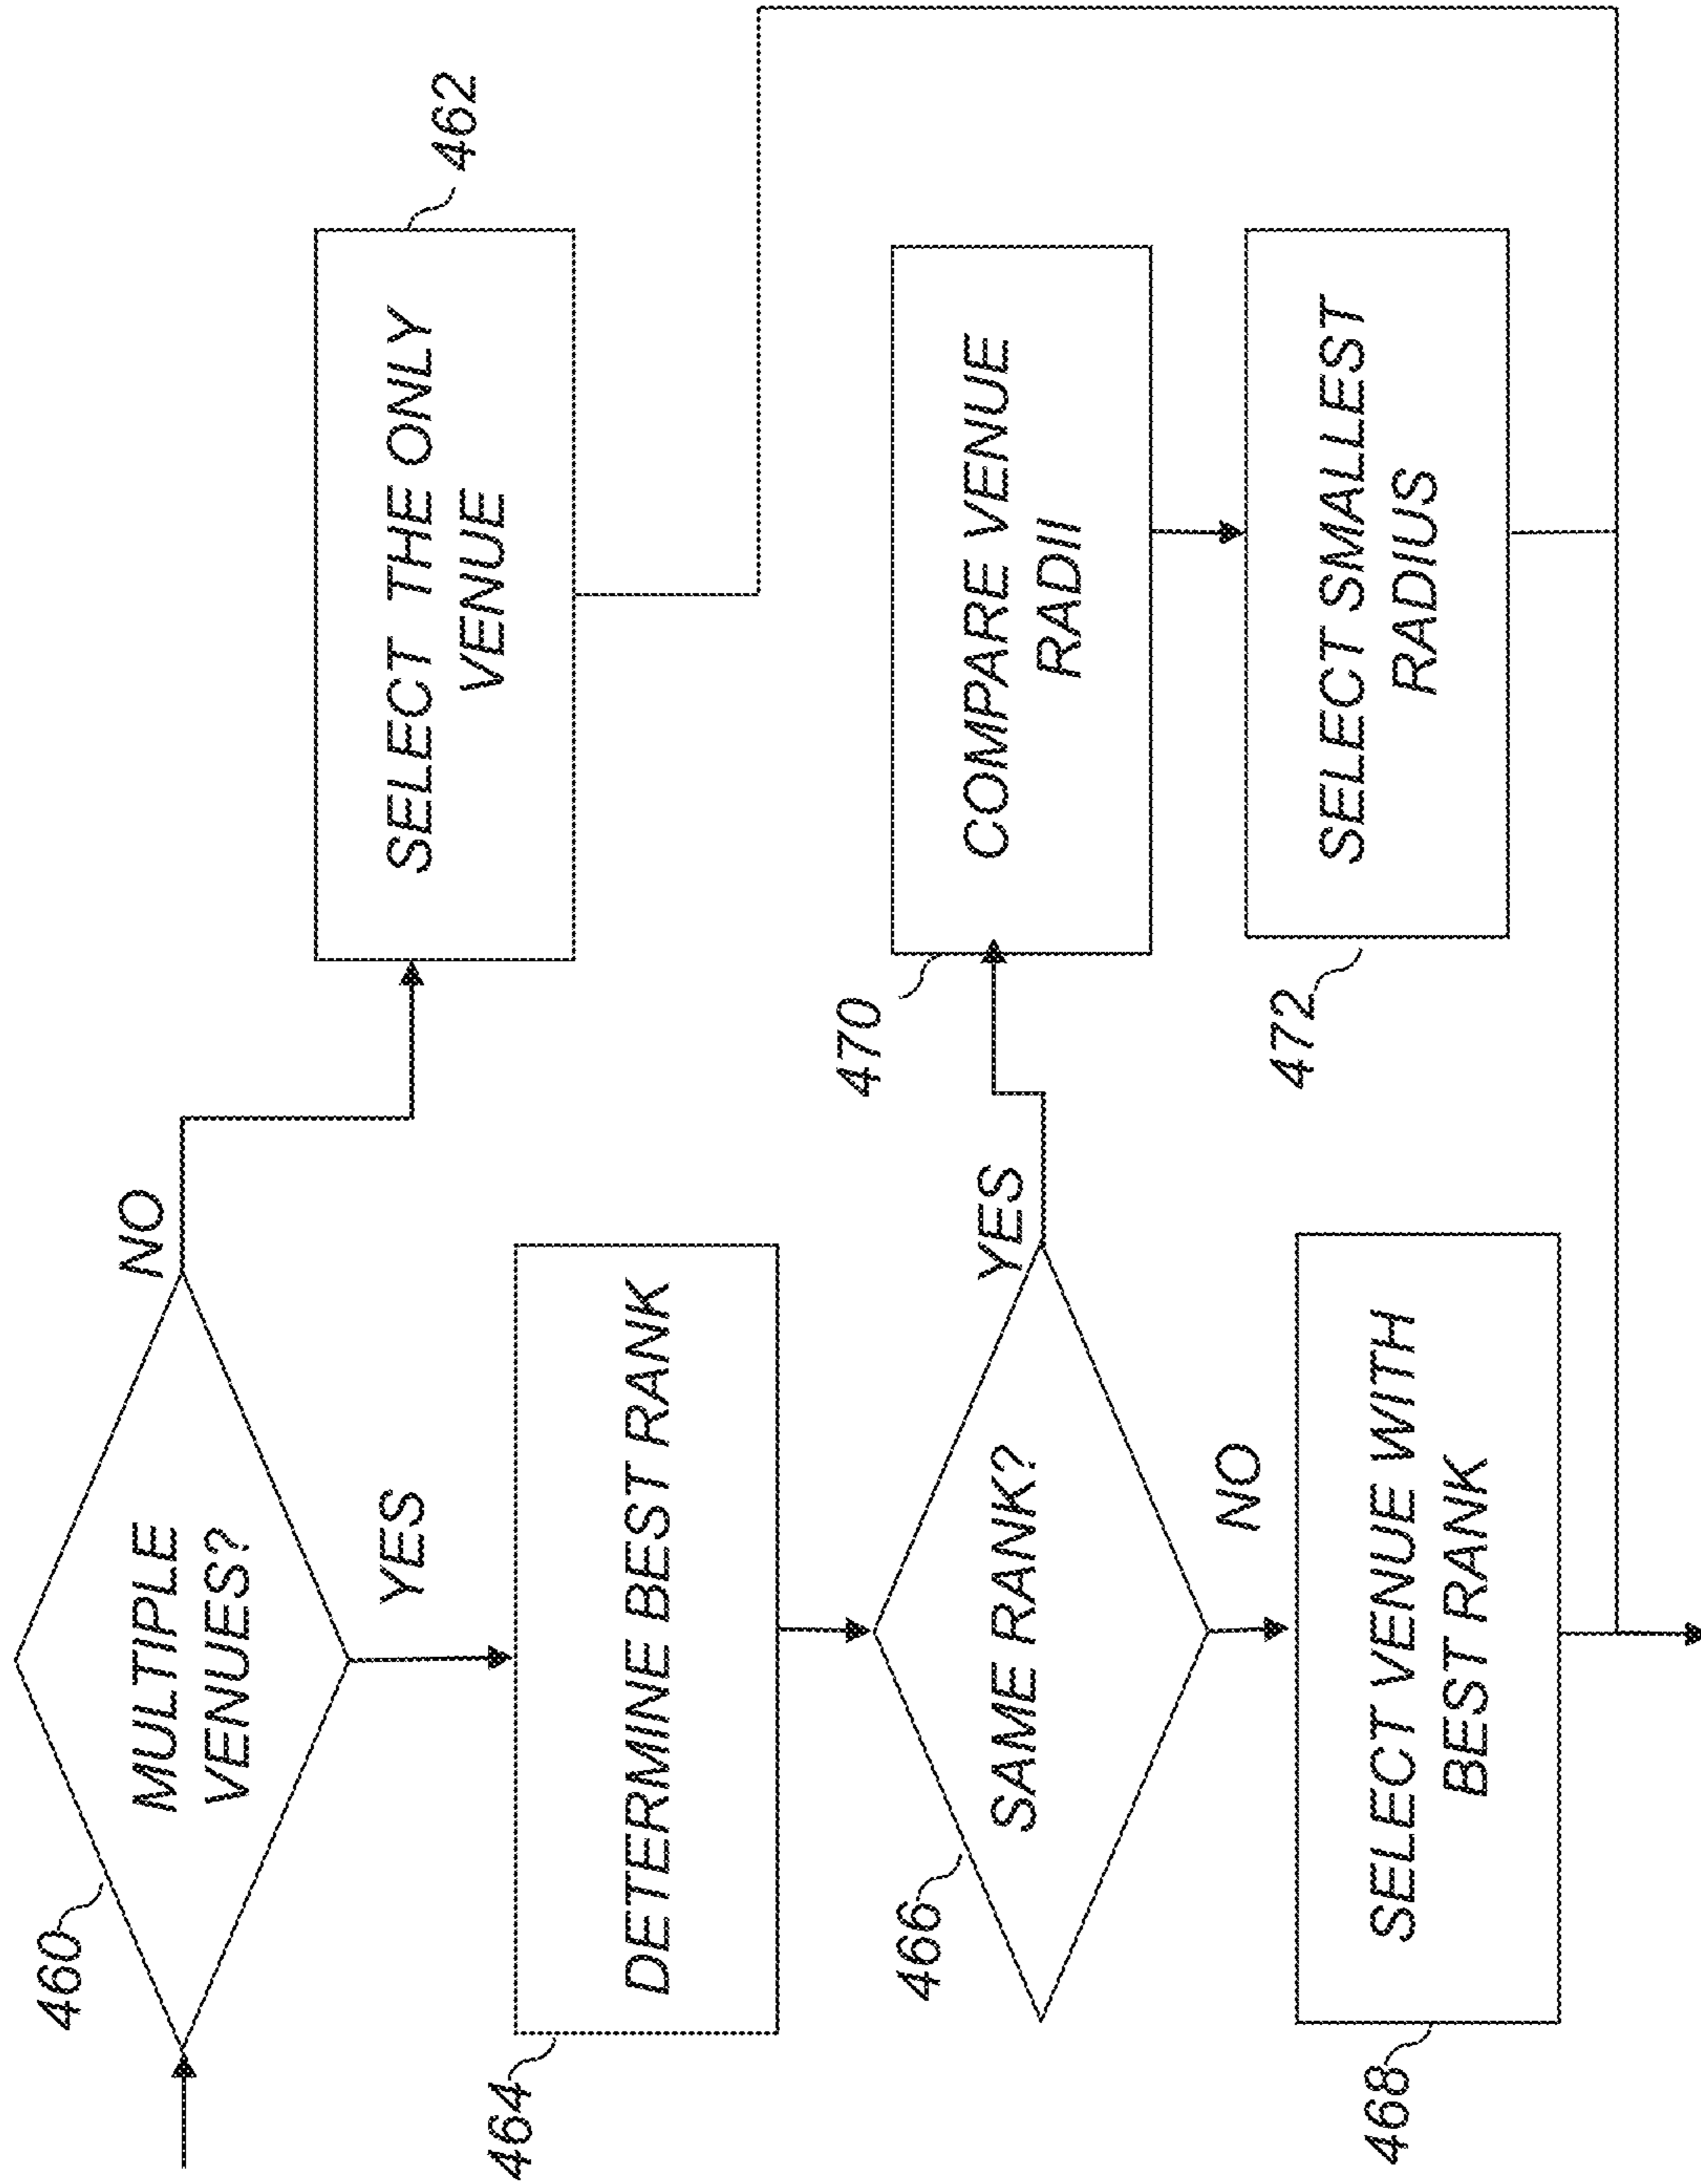 460
MULTIPLE
VENUES?
NO
YES
SELECT THE ONLY
VENUE
462
464
DETERMINE BEST RANK
466
SAME RANK?
YES
NO
470
COMPARE VENUE
RADII
468
SELECT VENUE WITH
BEST RANK
472
SELECT SMALLEST
RADIUS